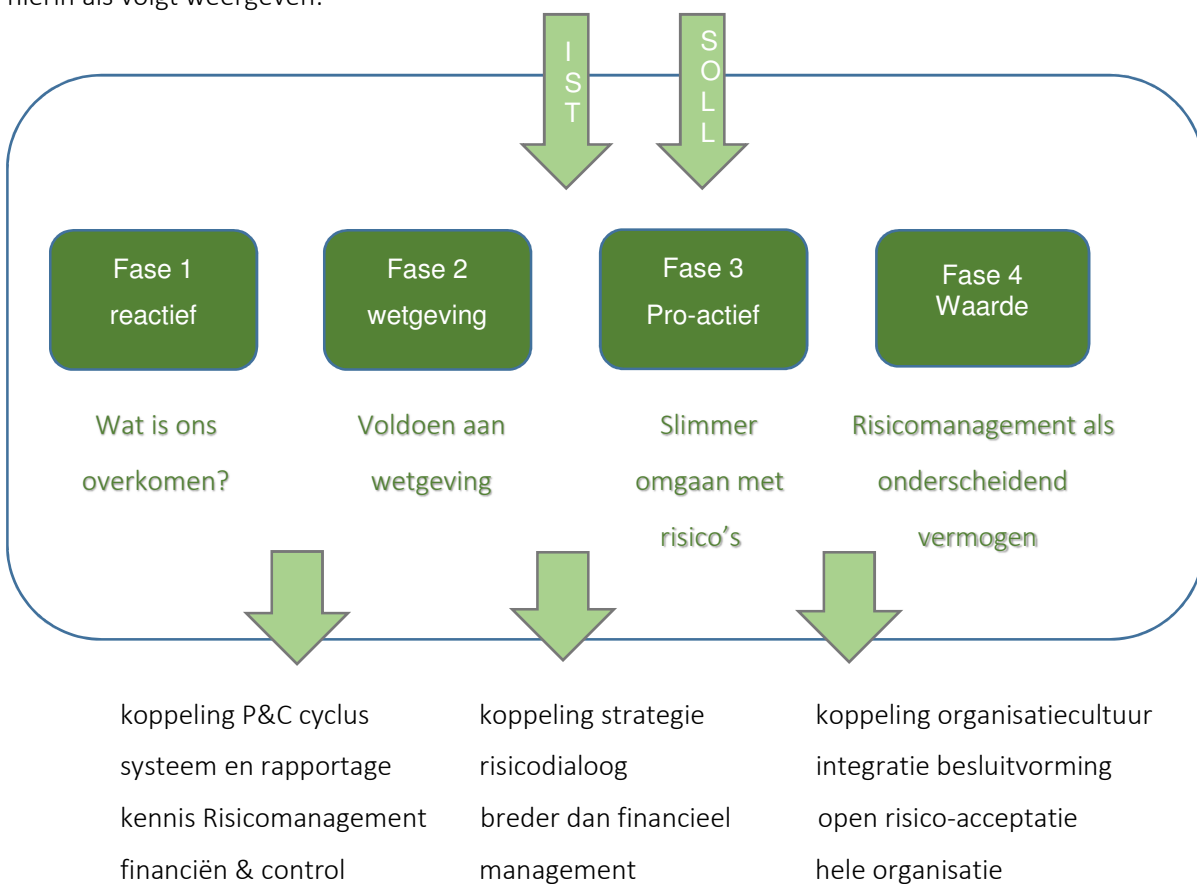 hierin als volgt weergeven:
IST
SOLL
Fase 1
reactief
Fase 2
wetgeving
Fase 3
Pro-actief
Fase 4
Waarde
Wat is ons
overkomen?
Voldoen aan
wetgeving
Slimmer
omgaan met
risico’s
Risicomanagement als
onderscheidend
vermogen
koppeling P&C cyclus
systeem en rapportage
kennis Risicomanagement
financiën & control
koppeling strategie
risicodialoog
breder dan financieel
management
koppeling organisatiecultuur
integratie besluitvorming
open risico-acceptatie
hele organisatie